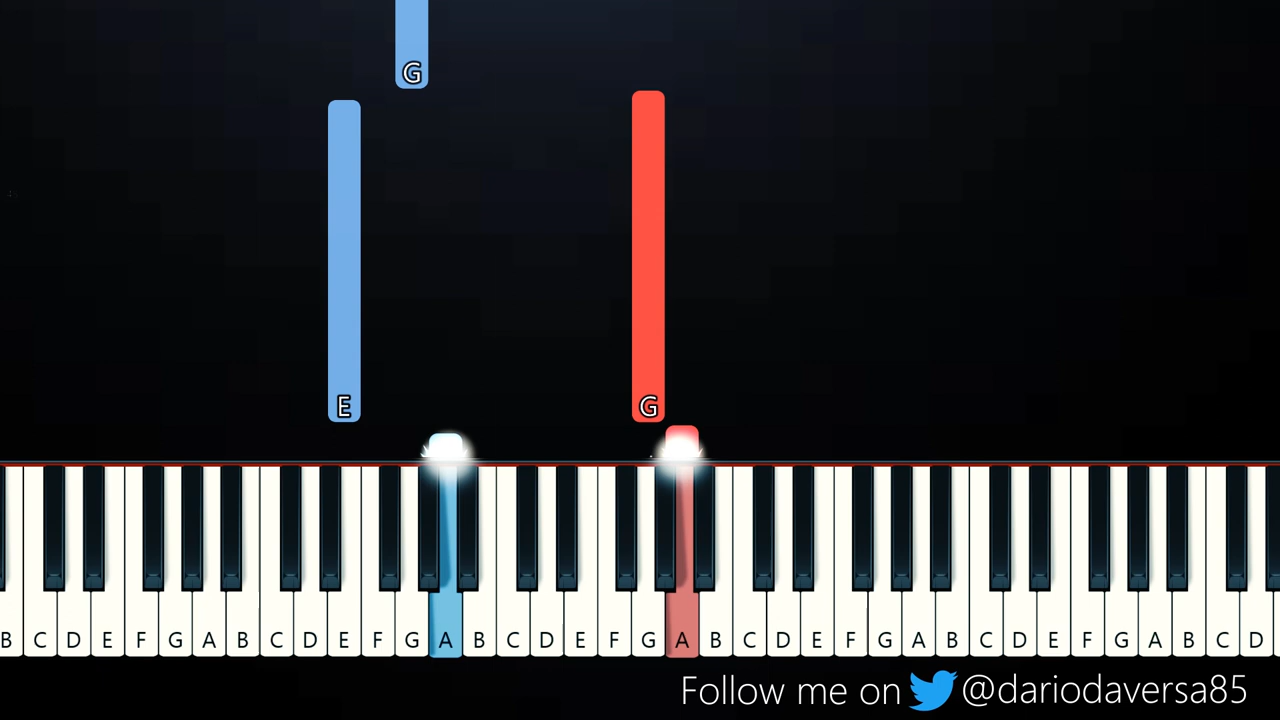 G
E G
B C D E F G A B C D E F G A B C D E F G A B C D E F G A B C D E F G A B C D
Follow me on @dariodaversa85